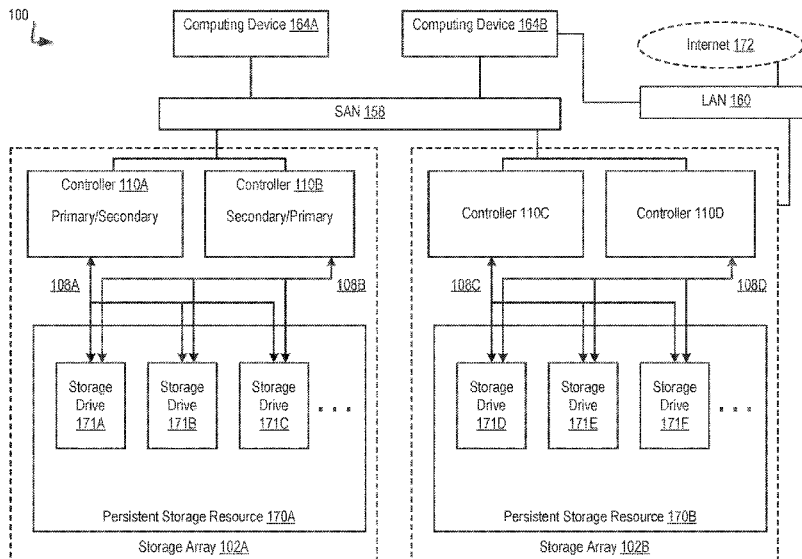 100
Computing Device 164A
Computing Device 164B
Internet 172
SAN 158
LAN 160
Controller 110A
Primary/Secondary
Controller 110B
Secondary/Primary
Controller 110C
Controller 110D
108A
108B
108C
108D
Storage
Drive
171A
Storage
Drive
171B
Storage
Drive
171C
Storage
Drive
171D
Storage
Drive
171E
Storage
Drive
171F
Persistent Storage Resource 170A
Persistent Storage Resource 170B
Storage Array 102A
Storage Array 102B